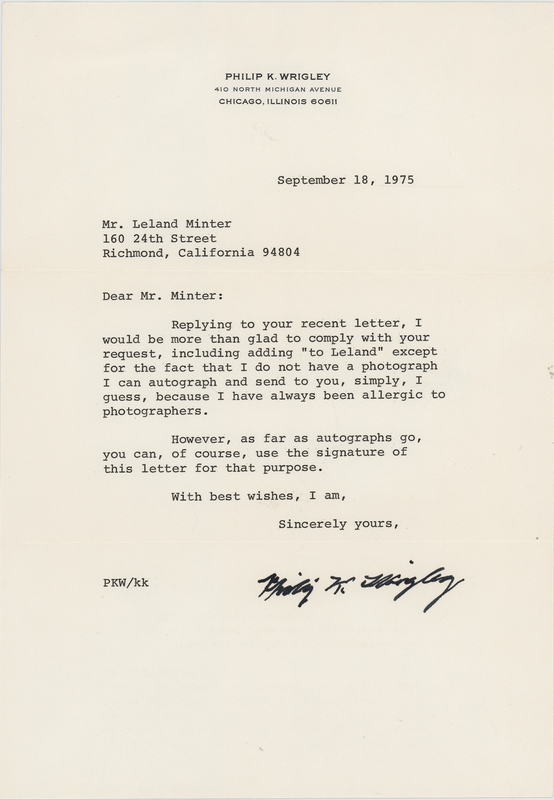 PHILIP K. WRIGLEY
410 NORTH MICHIGAN AVENUE
CHICAGO, ILLINOIS 60611
September 18, 1975
Mr. Leland Minter
160 24th Street
Richmond, California 94804
Dear Mr. Minter:
Replying to your recent letter, I
would be more than glad to comply with your
request, including adding "to Leland" except
for the fact that I do not have a photograph
I can autograph and send to you, simply, I
guess, because I have always been allergic to
photographers.
However, as far as autographs go,
you can, of course, use the signature of
this letter for that purpose.
With best wishes, I am,
Sincerely yours,
PKW/kk
Philip K. Wrigley